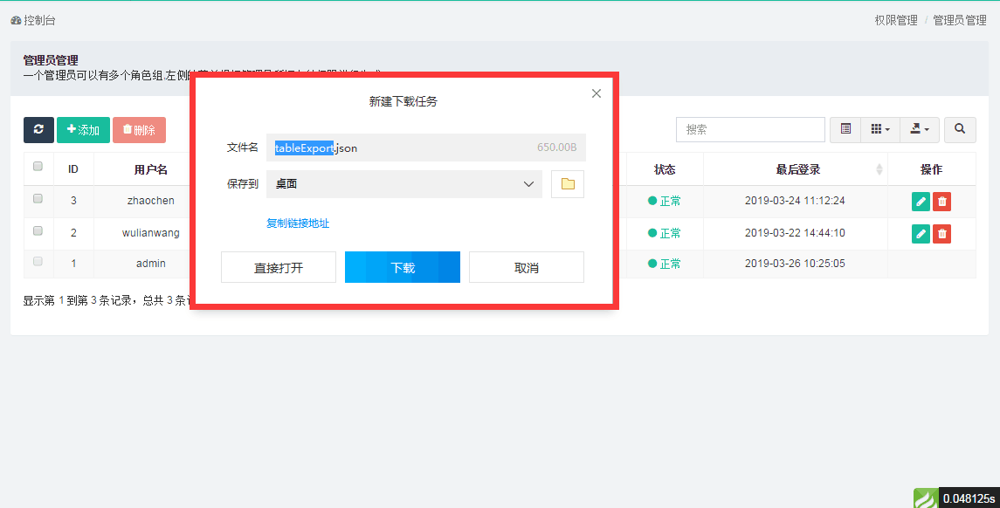 控制台
权限管理 / 管理员管理
管理员管理
一个管理员可以有多个角色组,左侧的
新建下载任务
添加
删除
搜索
文件名 tableExport.json 650.00B
保存到 桌面
复制链接地址
直接打开 下载 取消
ID 用户名 状态 最后登录 操作
3 zhaochen 正常 2019-03-24 11:12:24
2 wulianwang 正常 2019-03-22 14:44:10
1 admin 正常 2019-03-26 10:25:05
显示第 1 到第 3 条记录，总共 3 条
0.048125s